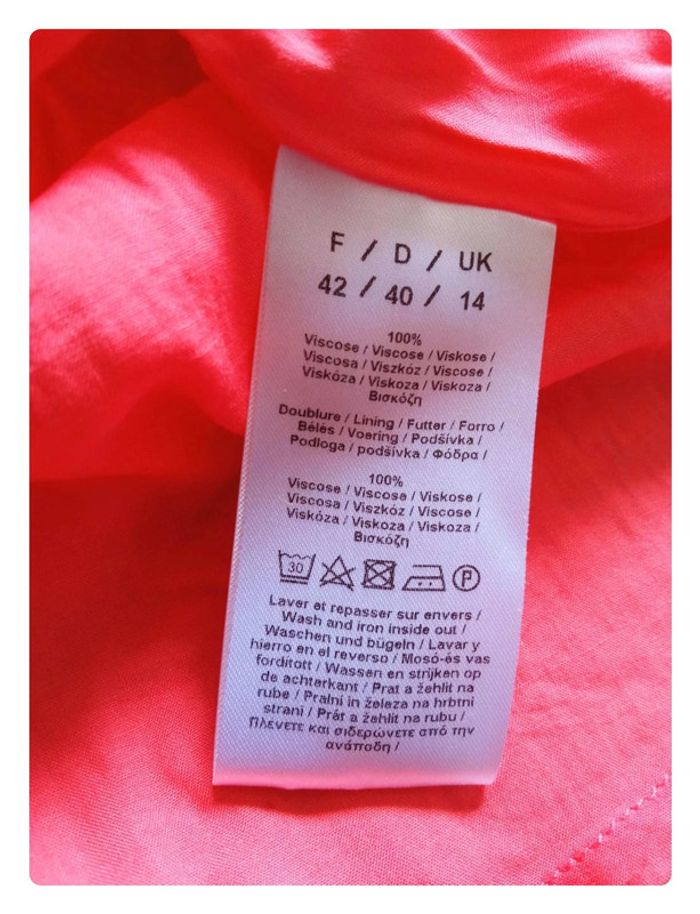 F / D / UK
42 / 40 / 14
100%
Viscose / Viscose / Viskose /
Viscosa / Viszkóz / Viscose /
Viskóza / Viskoza / Viskoza /
Βισκόζη
Doublure / Lining / Futter / Forro /
Bélés / Voering / Podšívka /
Podloga / podšívka / Φόδρα /
100%
Viscose / Viscose / Viskose /
Viscosa / Viszkóz / Viscose /
Viskóza / Viskoza / Viskoza /
Βισκόζη
30 P
Laver et repasser sur envers /
Wash and iron inside out /
Waschen und bügeln / Lavar y
hierro en el reverso / Mosó-és vas
fordított / Wassen en strijken op
de achterkant / Prat a žehlit na
rube / Pralni in železa na hrbtni
strani / Prát a žehlit na rubu /
Πλένετε και σιδερώνετε από την
ανάποδη /